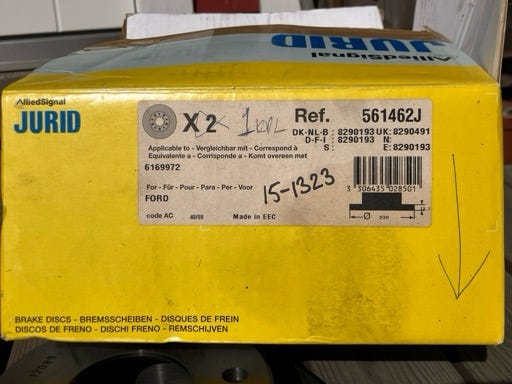 AlliedSignal
JURID
AlliedSignal
JURID
X 2
1 kpl
Ref. 561462J
DK-NL-B : 8290193 UK: 8290491
D-F-I : 8290193 N:
S : E: 8290193
Applicable to - Vergleichbar mit - Correspond à
Equivalente a - Corrisponde a - Komt overeen met
6169972
For - Für - Pour - Para - Per - Voor
FORD
15-1323
3 306435 028501
code AC 40/98 Made in EEC
Ø
BRAKE DISCS - BREMSSCHEIBEN - DISQUES DE FREIN
DISCOS DE FRENO - DISCHI FRENO - REMSCHIJVEN